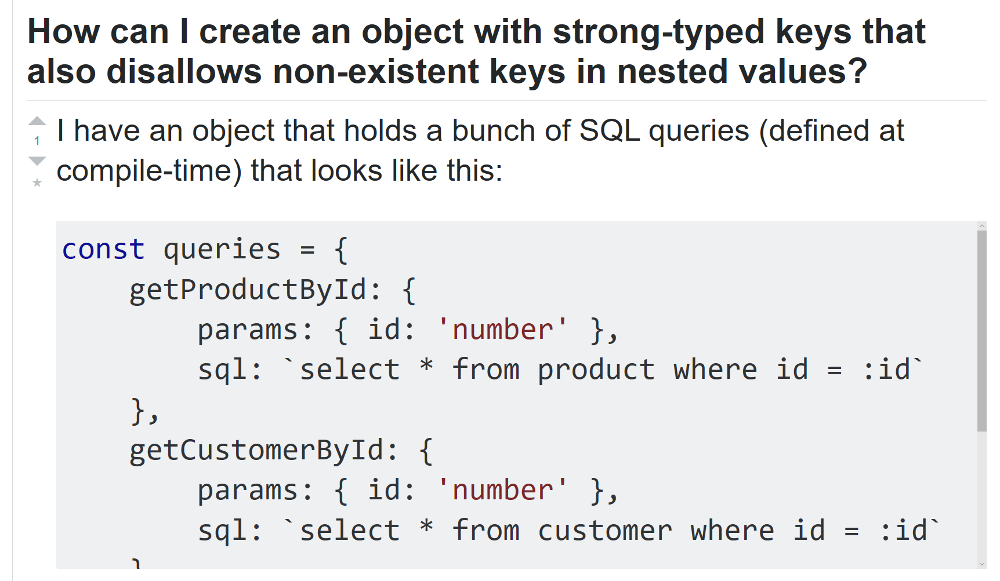 How can I create an object with strong-typed keys that
also disallows non-existent keys in nested values?
1
I have an object that holds a bunch of SQL queries (defined at
compile-time) that looks like this:
const queries = {
    getProductById: {
        params: { id: 'number' },
        sql: `select * from product where id = :id`
    },
    getCustomerById: {
        params: { id: 'number' },
        sql: `select * from customer where id = :id`
    }